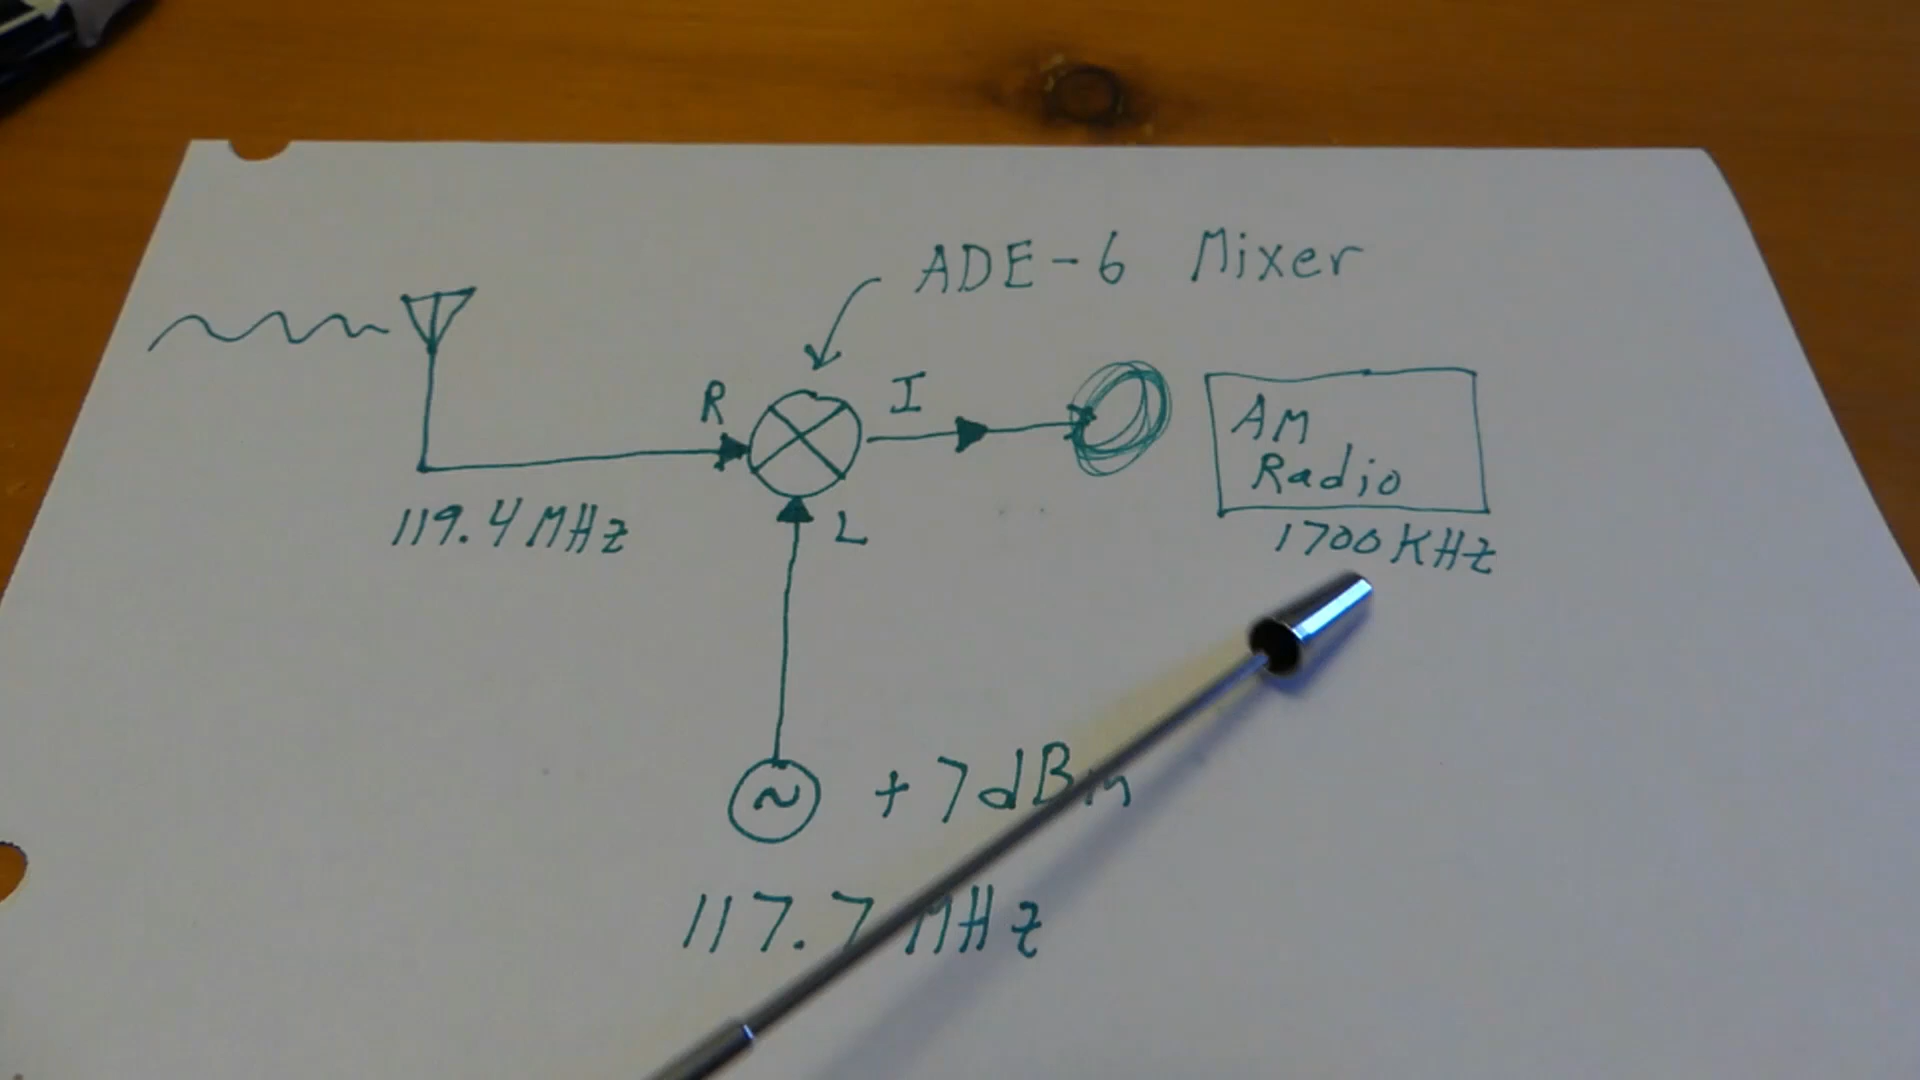 ADE-6 Mixer
R
I
AM
Radio
119.4 MHz
L
1700 KHz
+7dBm
117.7 MHz